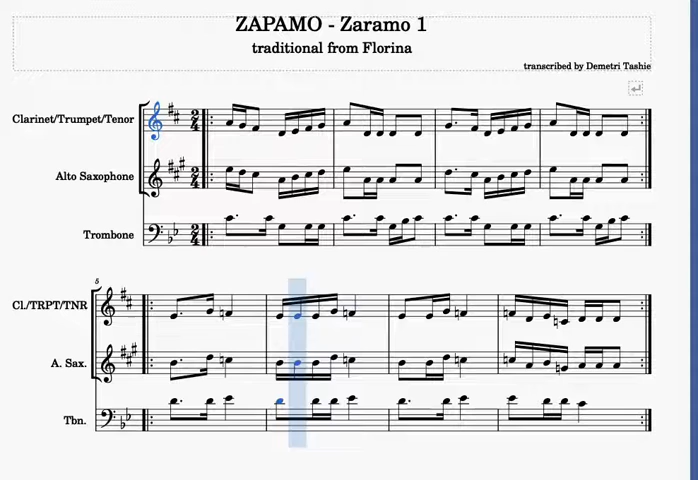 ZAPAMO - Zaramo 1
traditional from Florina
transcribed by Demetri Tashie
Clarinet/Trumpet/Tenor
Alto Saxophone
Trombone
5
Cl./TRPT/TNR
A. Sax.
Tbn.